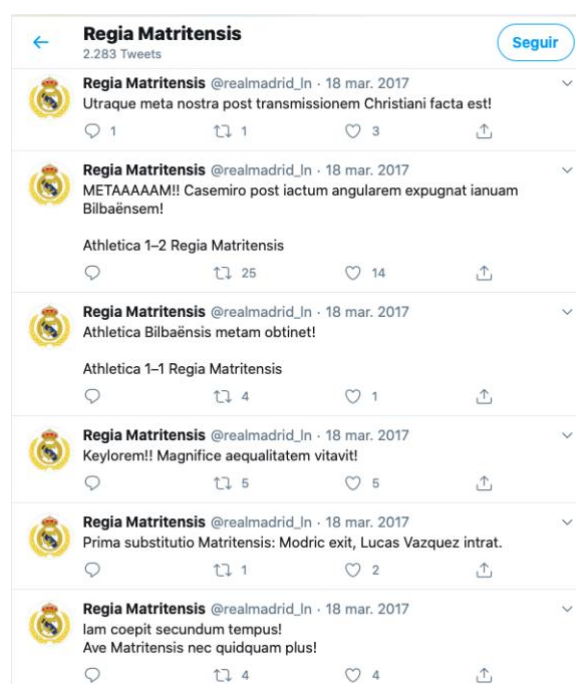 Regia Matritensis
2.283 Tweets
Seguir
Regia Matritensis @realmadrid_ln · 18 mar. 2017
Utraque meta nostra post transmissionem Christiani facta est!
1 1 3
Regia Matritensis @realmadrid_ln · 18 mar. 2017
METAAAAAM!! Casemiro post iactum angularem expugnat ianuam
Bilbaënsem!
Athletica 1–2 Regia Matritensis
25 14
Regia Matritensis @realmadrid_ln · 18 mar. 2017
Athletica Bilbaënsis metam obtinet!
Athletica 1–1 Regia Matritensis
4 1
Regia Matritensis @realmadrid_ln · 18 mar. 2017
Keylorem!! Magnifice aequalitatem vitavit!
5 5
Regia Matritensis @realmadrid_ln · 18 mar. 2017
Prima substitutio Matritensis: Modric exit, Lucas Vazquez intrat.
1 2
Regia Matritensis @realmadrid_ln · 18 mar. 2017
Iam coepit secundum tempus!
Ave Matritensis nec quidquam plus!
4 4